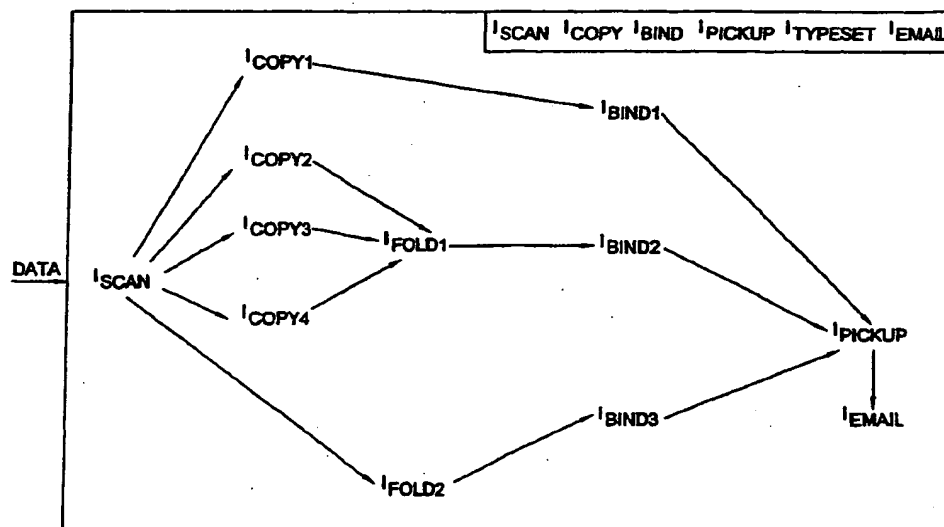 ISCAN ICOPY IBIND IPICKUP ITYPESET IEMAIL
ICOPY1
IBIND1
ICOPY2
ICOPY3
IFOLD1
IBIND2
DATA
ISCAN
ICOPY4
IPICKUP
IBIND3
IEMAIL
IFOLD2